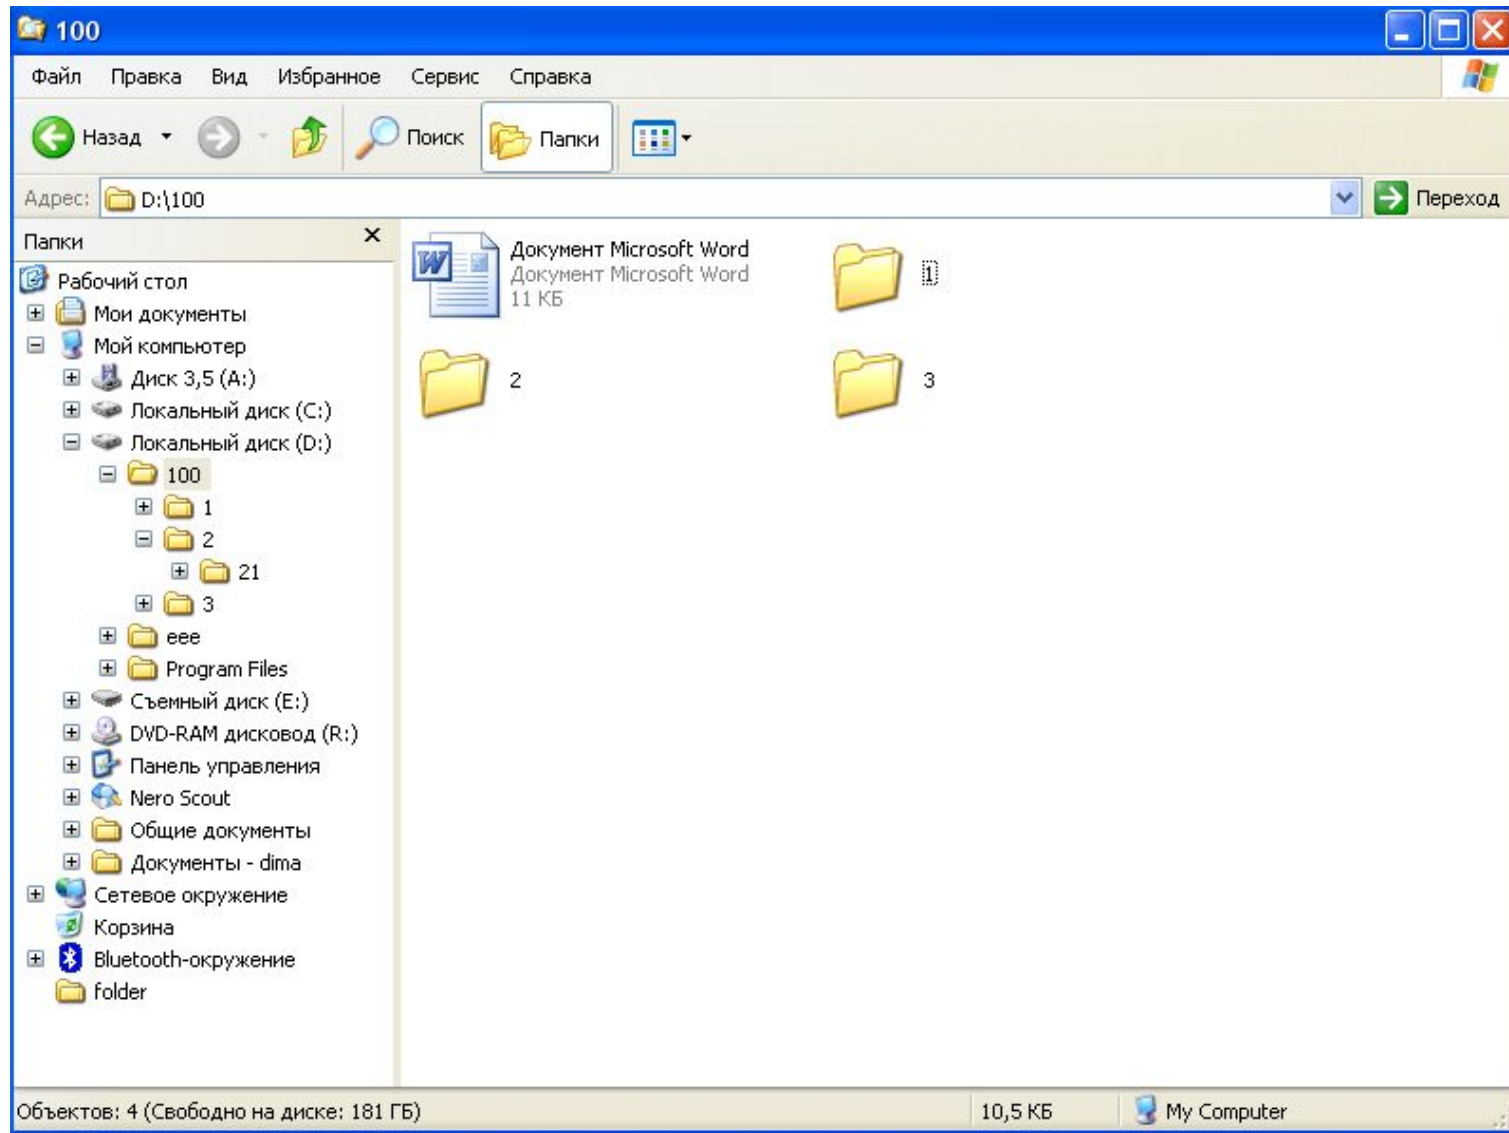 100
Файл Правка Вид Избранное Сервис Справка
Назад Поиск Папки
Адрес: D:\100 Переход
Папки
Рабочий стол
Мои документы
Мой компьютер
Диск 3,5 (A:)
Локальный диск (C:)
Локальный диск (D:)
100
1
2
21
3
eee
Program Files
Съемный диск (E:)
DVD-RAM дисковод (R:)
Панель управления
Nero Scout
Общие документы
Документы - dima
Сетевое окружение
Корзина
Bluetooth-окружение
folder
Документ Microsoft Word
Документ Microsoft Word
11 КБ
1
2
3
Объектов: 4 (Свободно на диске: 181 ГБ) 10,5 КБ My Computer